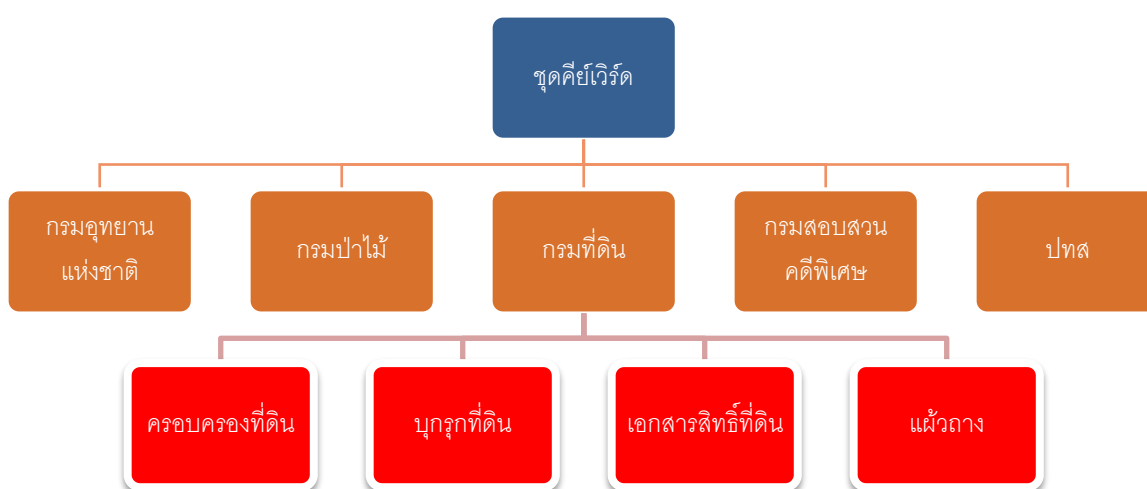 ชุดคีย์เวิร์ด
กรมอุทยาน
แห่งชาติ
กรมป่าไม้
กรมที่ดิน
กรมสอบสวน
คดีพิเศษ
ปทส
ครอบครองที่ดิน
บุกรุกที่ดิน
เอกสารสิทธิ์ที่ดิน
แผ้วถาง